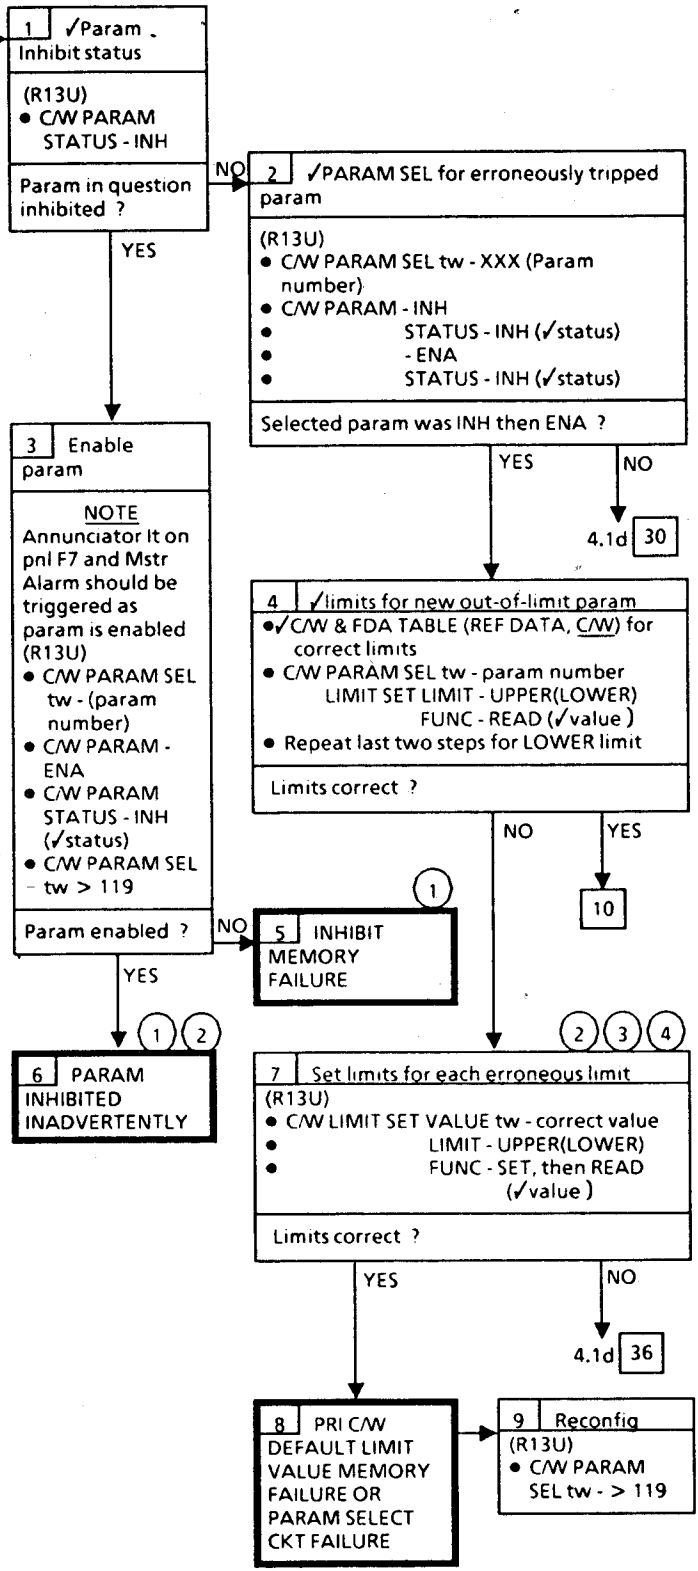 1 ✓Param
Inhibit status
(R13U)
● C/W PARAM
STATUS - INH
Param in question
inhibited ?
NO
YES
2 ✓PARAM SEL for erroneously tripped
param
(R13U)
● C/W PARAM SEL tw - XXX (Param
number)
● C/W PARAM - INH
● STATUS - INH (✓status)
● - ENA
● STATUS - INH (✓status)
Selected param was INH then ENA ?
YES
NO
4.1d 30
3 Enable
param
NOTE
Annunciator lt on
pnl F7 and Mstr
Alarm should be
triggered as
param is enabled
(R13U)
● C/W PARAM SEL
tw - (param
number)
● C/W PARAM -
ENA
● C/W PARAM
STATUS - INH
(✓status)
● C/W PARAM SEL
tw > 119
Param enabled ?
NO
YES
4 ✓limits for new out-of-limit param
●✓C/W & FDA TABLE (REF DATA, C/W) for
correct limits
● C/W PARAM SEL tw - param number
LIMIT SET LIMIT - UPPER(LOWER)
FUNC - READ (✓value )
● Repeat last two steps for LOWER limit
Limits correct ?
NO
YES
10
1
5 INHIBIT
MEMORY
FAILURE
1 2
6 PARAM
INHIBITED
INADVERTENTLY
2 3 4
7 Set limits for each erroneous limit
(R13U)
● C/W LIMIT SET VALUE tw - correct value
● LIMIT - UPPER(LOWER)
● FUNC - SET, then READ
(✓value )
Limits correct ?
YES
NO
4.1d 36
8 PRI C/W
DEFAULT LIMIT
VALUE MEMORY
FAILURE OR
PARAM SELECT
CKT FAILURE
9 Reconfig
(R13U)
● C/W PARAM
SEL tw - > 119